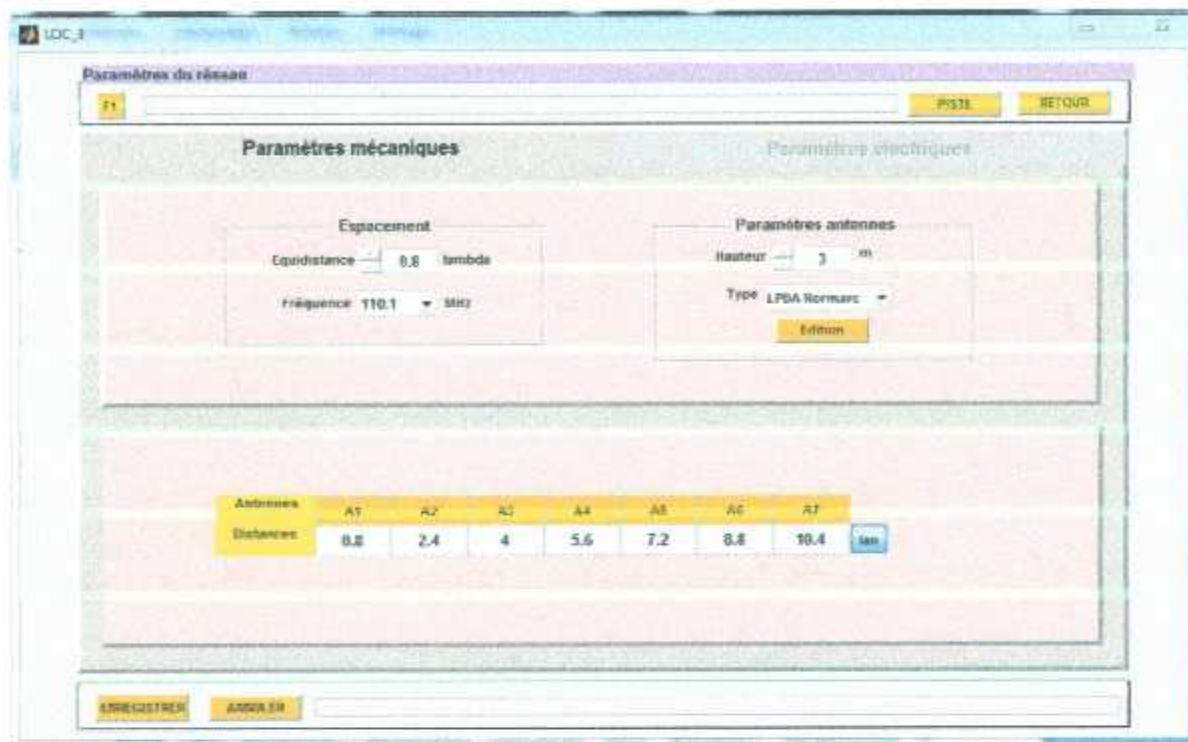 LOC_
Paramètres du réseau
F1 PISTE RETOUR
Paramètres mécaniques Paramètres électriques
Espacement Paramètres antennes
Equidistance 0.8 lambda Hauteur 3 m
Fréquence 110.1 MHz Type LPDA Normarc
Edition
Antennes A1 A2 A3 A4 A5 A6 A7
Distances 0.8 2.4 4 5.6 7.2 8.8 10.4 lam
ENREGISTRER ANNULER